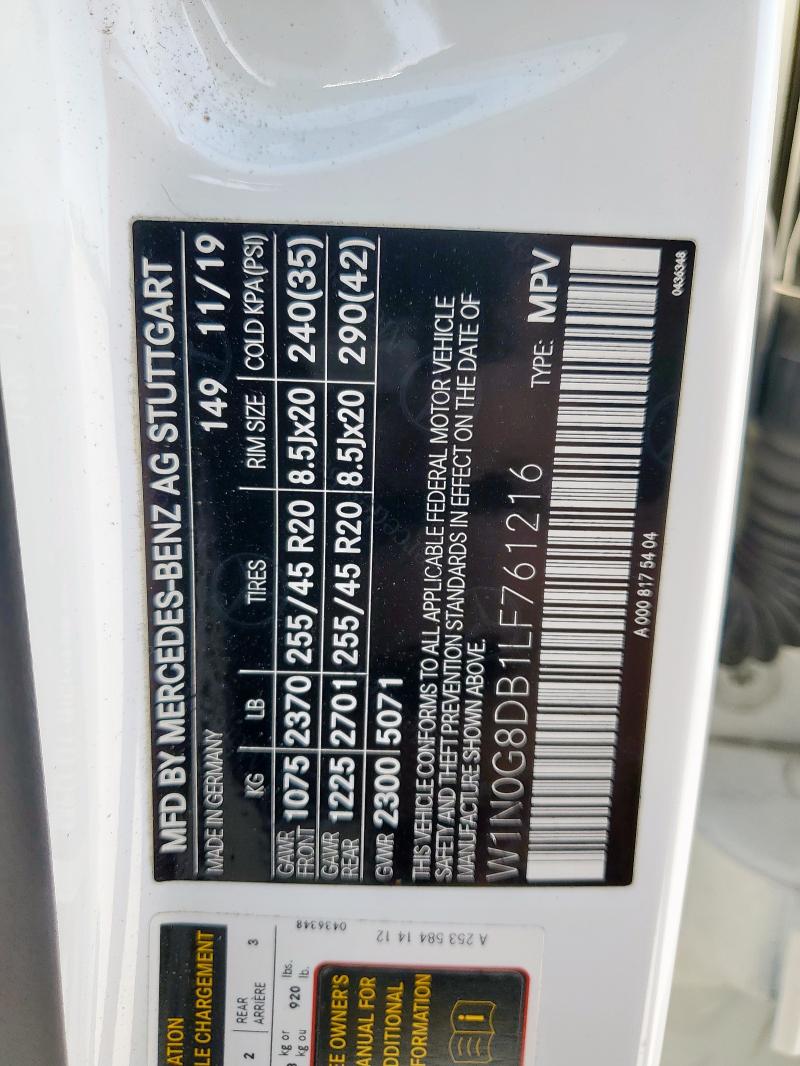 MFD BY MERCEDES-BENZ AG STUTTGART
MADE IN GERMANY 149 11/19
KG LB TIRES RIM SIZE COLD KPA(PSI)
GAWR FRONT 1075 2370 255/45 R20 8.5Jx20 240(35)
GAWR REAR 1225 2701 255/45 R20 8.5Jx20 290(42)
GVWR 2300 5071
THIS VEHICLE CONFORMS TO ALL APPLICABLE FEDERAL MOTOR VEHICLE
SAFETY AND THEFT PREVENTION STANDARDS IN EFFECT ON THE DATE OF
MANUFACTURE SHOWN ABOVE.
W1N0G8DB1LF761216 TYPE: MPV
A 000 817 54 04 0436348
LE CHARGEMENT
2 REAR 3
ARRIÈRE
kg or 920 lbs.
kg ou lb.
0436348
A 253 584 14 12
OWNER'S
FOR